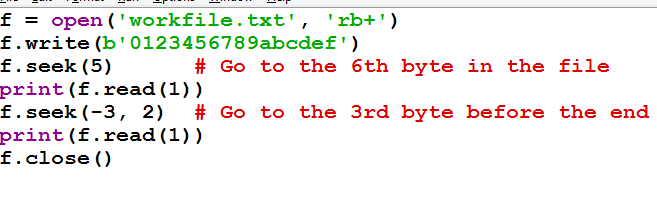 f = open('workfile.txt', 'rb+')
f.write(b'0123456789abcdef')
f.seek(5)      # Go to the 6th byte in the file
print(f.read(1))
f.seek(-3, 2)  # Go to the 3rd byte before the end
print(f.read(1))
f.close()